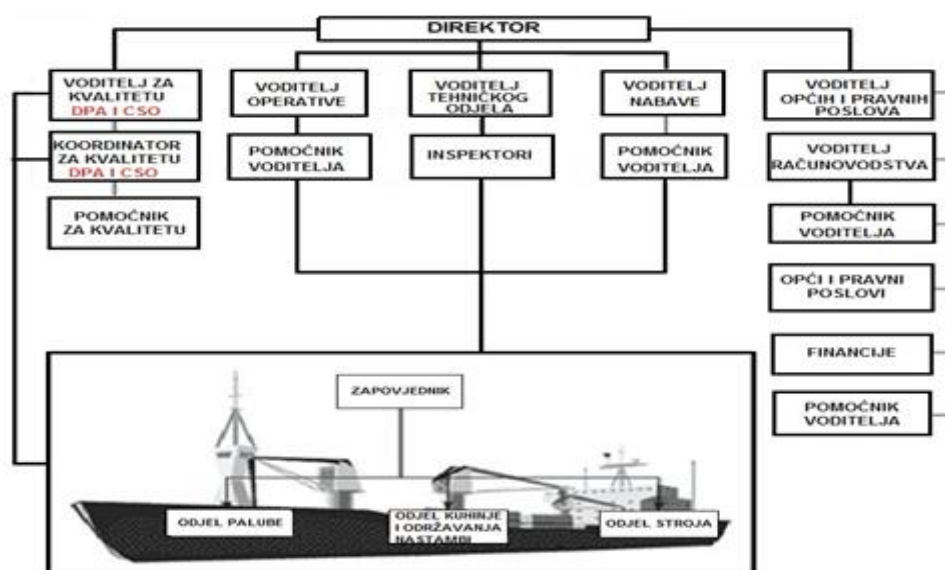 DIREKTOR
VODITELJ ZA
KVALITETU
DPA I CSO
VODITELJ
OPERATIVE
VODITELJ
TEHNIČKOG
ODJELA
VODITELJ
NABAVE
VODITELJ
OPĆIH I PRAVNIH
POSLOVA
KOORDINATOR
ZA KVALITETU
DPA I CSO
POMOĆNIK
VODITELJA
INSPEKTORI
POMOĆNIK
VODITELJA
VODITELJ
RAČUNOVODSTVA
POMOĆNIK
ZA KVALITETU
POMOĆNIK
VODITELJA
OPĆI I PRAVNI
POSLOVI
FINANCIJE
POMOĆNIK
VODITELJA
ZAPOVJEDNIK
ODJEL PALUBE
ODJEL KUHINJE
I ODRŽAVANJA
NASTAMBI
ODJEL STROJA